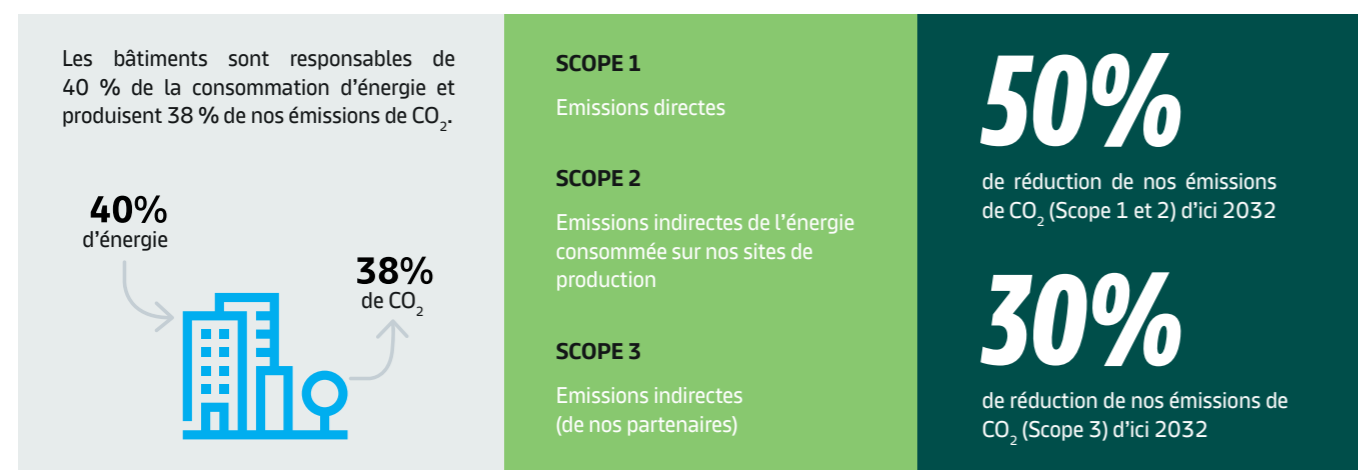 Les bâtiments sont responsables de
40 % de la consommation d’énergie et
produisent 38 % de nos émissions de CO₂.
40%
d’énergie
38%
de CO₂
SCOPE 1
Emissions directes
SCOPE 2
Emissions indirectes de l’énergie
consommée sur nos sites de
production
SCOPE 3
Emissions indirectes
(de nos partenaires)
50%
de réduction de nos émissions
de CO₂ (Scope 1 et 2) d’ici 2032
30%
de réduction de nos émissions de
CO₂ (Scope 3) d’ici 2032